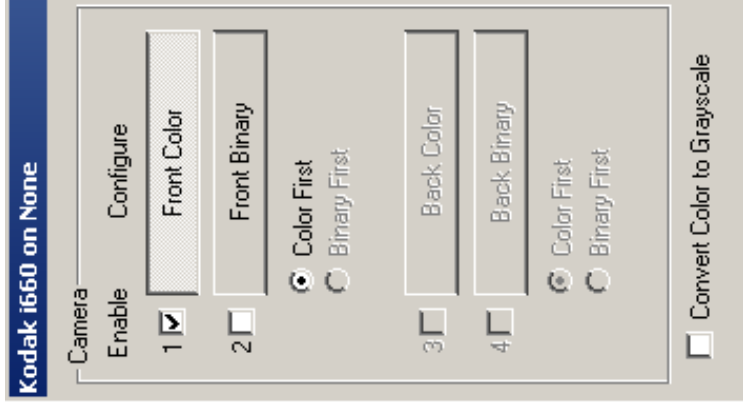 Kodak i660 on None
Camera
Enable Configure
1 Front Color
2 Front Binary
Color First
Binary First
3 Back Color
4 Back Binary
Color First
Binary First
Convert Color to Grayscale